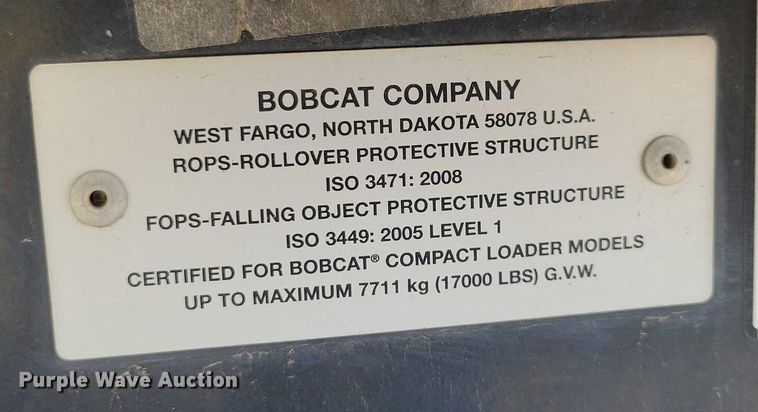 BOBCAT COMPANY
WEST FARGO, NORTH DAKOTA 58078 U.S.A.
ROPS-ROLLOVER PROTECTIVE STRUCTURE
ISO 3471: 2008
FOPS-FALLING OBJECT PROTECTIVE STRUCTURE
ISO 3449: 2005 LEVEL 1
CERTIFIED FOR BOBCAT® COMPACT LOADER MODELS
UP TO MAXIMUM 7711 kg (17000 LBS) G.V.W.
Purple Wave Auction